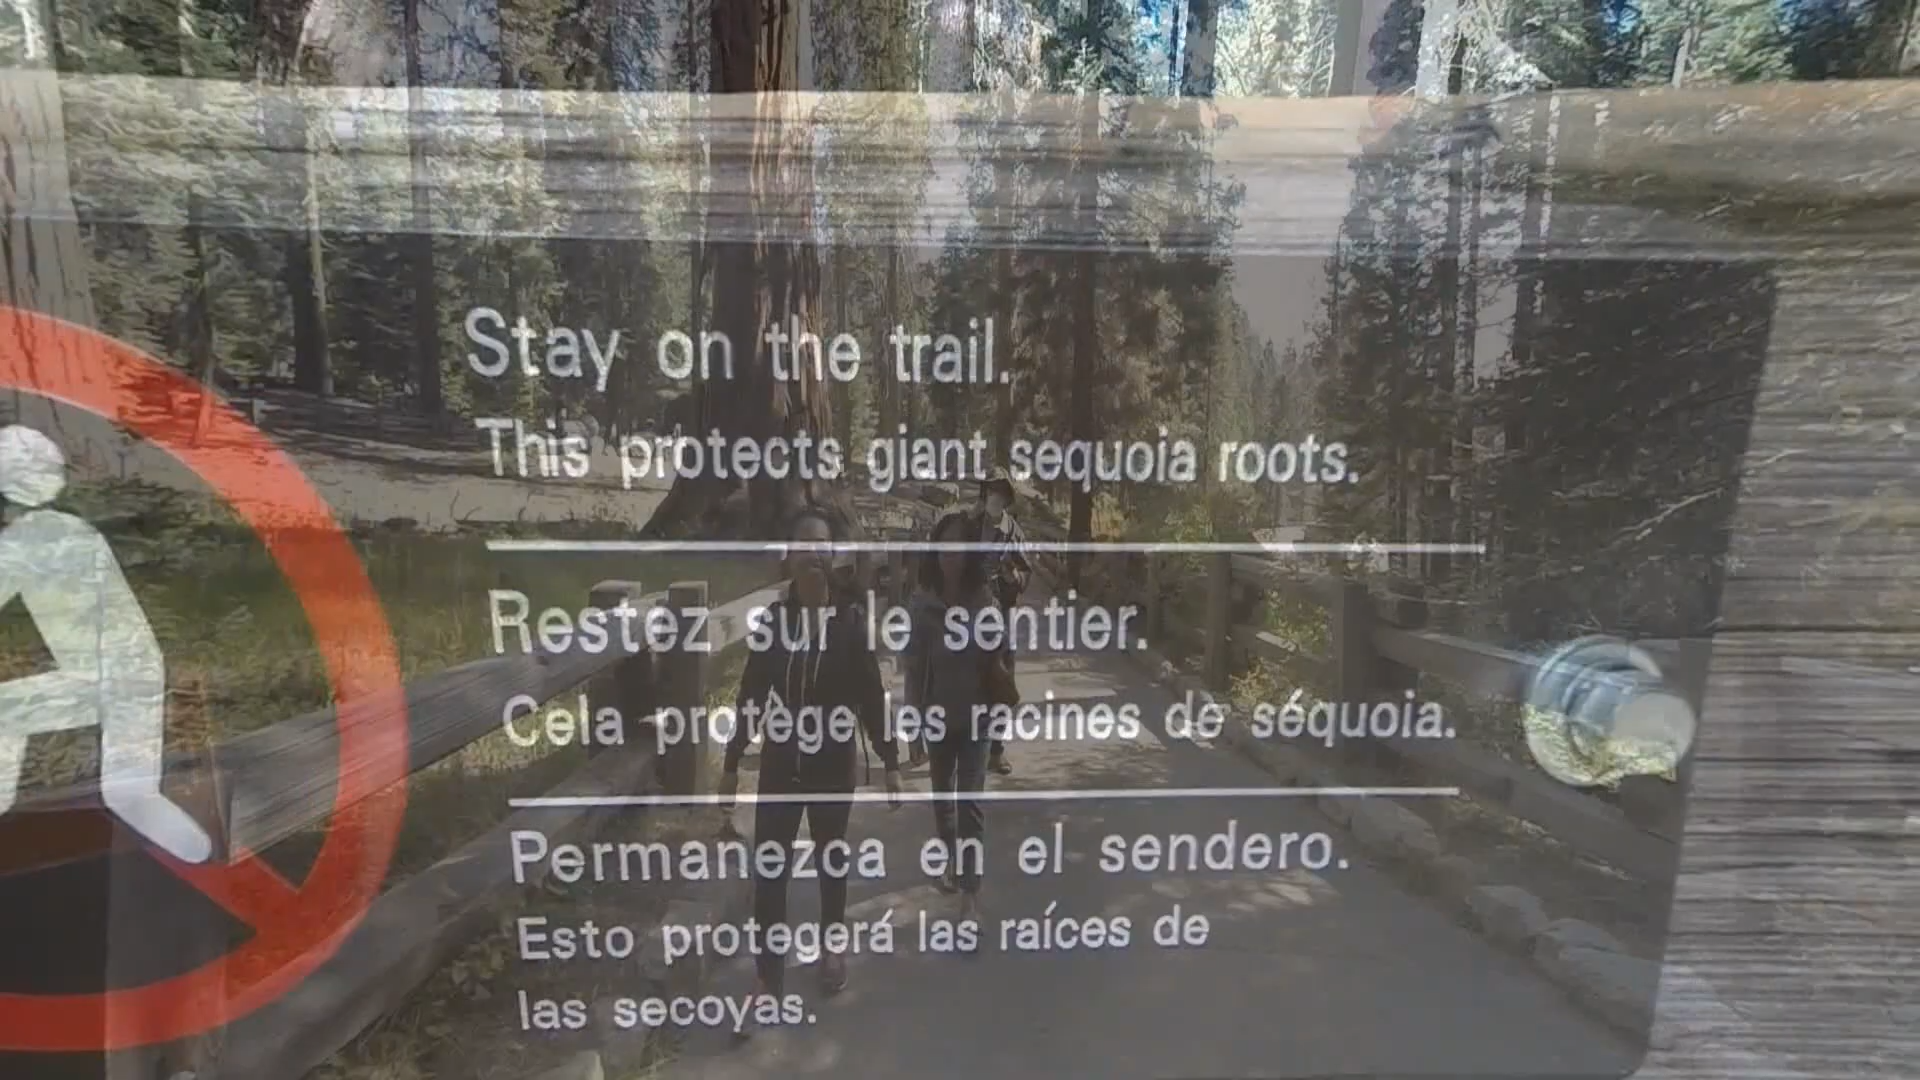 Stay on the trail.
This protects giant sequoia roots.
Restez sur le sentier.
Cela protège les racines de séquoia.
Permanezca en el sendero.
Esto protegerá las raíces de
las secoyas.